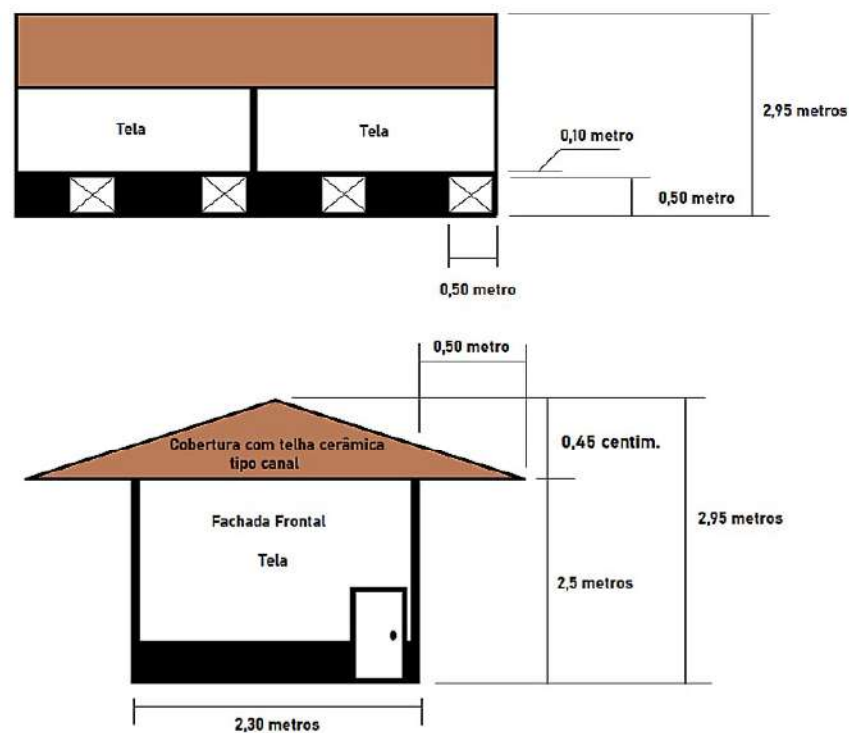 Tela
Tela
2,95 metros
0,10 metro
0,50 metro
0,50 metro
0,50 metro
Cobertura com telha cerâmica
tipo canal
0,45 centim.
Fachada Frontal
Tela
2,95 metros
2,5 metros
2,30 metros